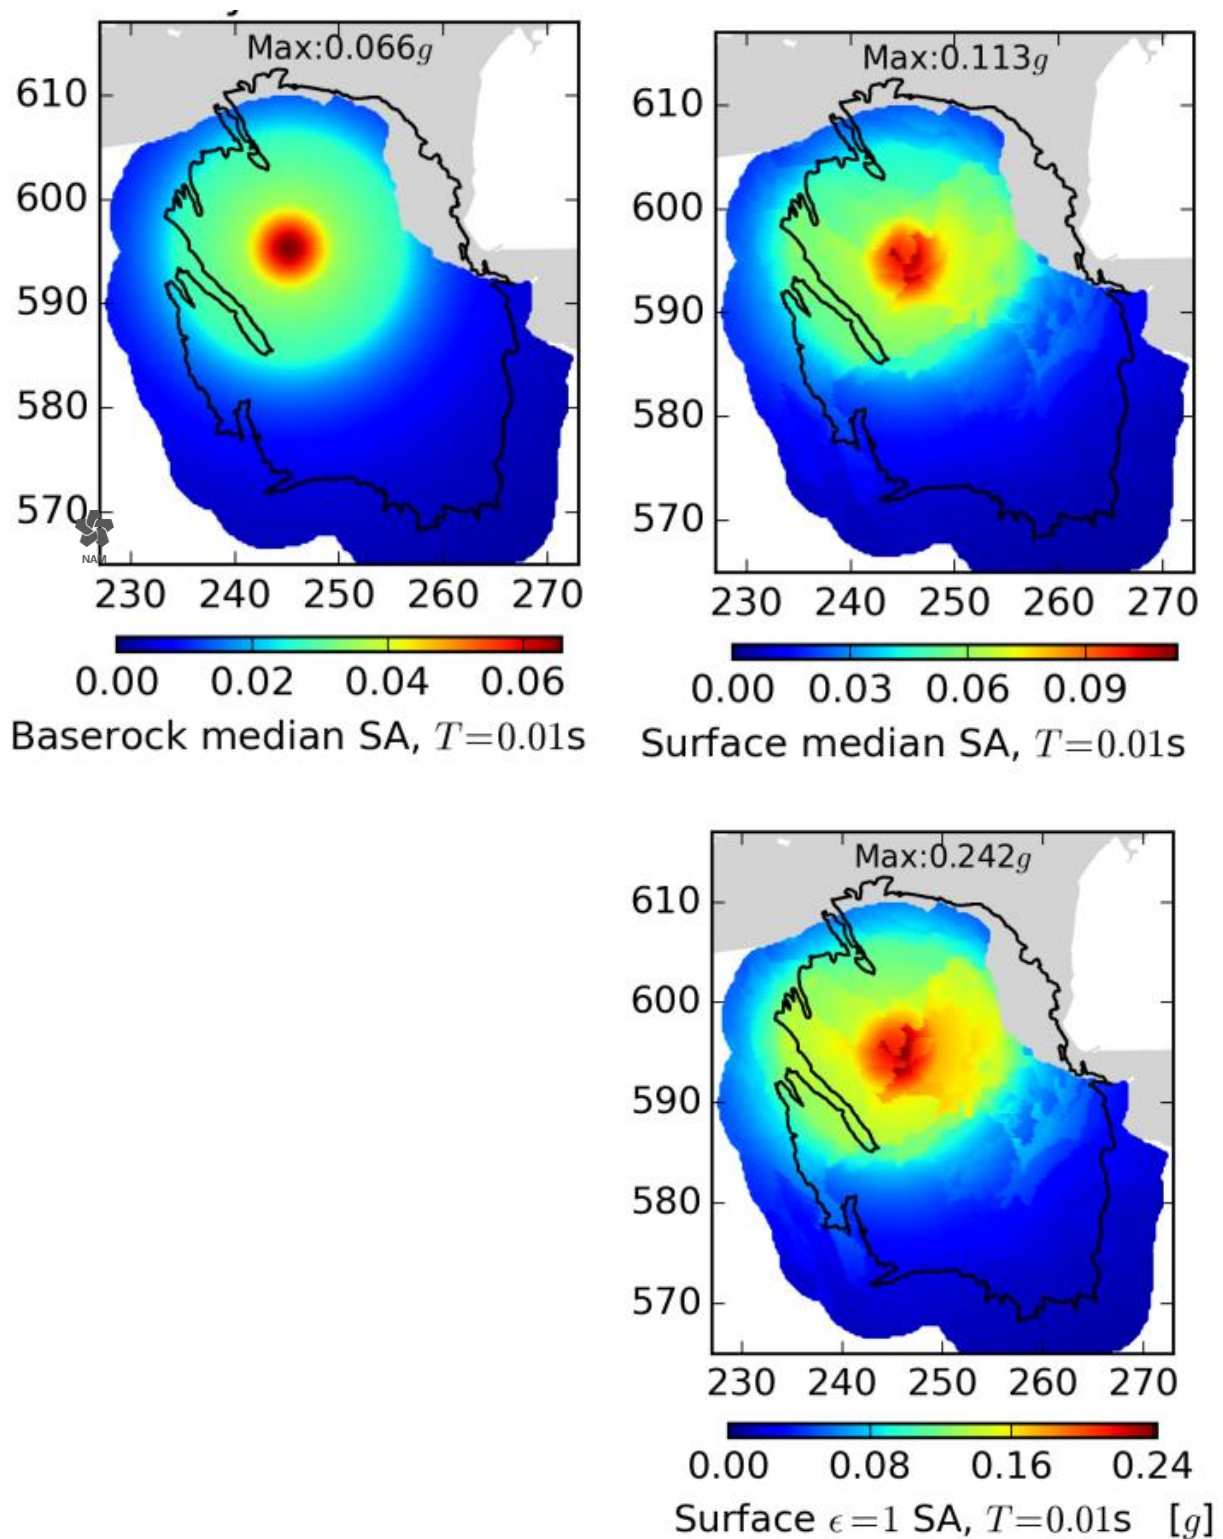 Max:0.066g
610
600
590
580
570
NAM
230 240 250 260 270
0.00 0.02 0.04 0.06
Baserock median SA, T=0.01s
Max:0.113g
610
600
590
580
570
230 240 250 260 270
0.00 0.03 0.06 0.09
Surface median SA, T=0.01s
Max:0.242g
610
600
590
580
570
230 240 250 260 270
0.00 0.08 0.16 0.24
Surface ϵ=1 SA, T=0.01s [g]